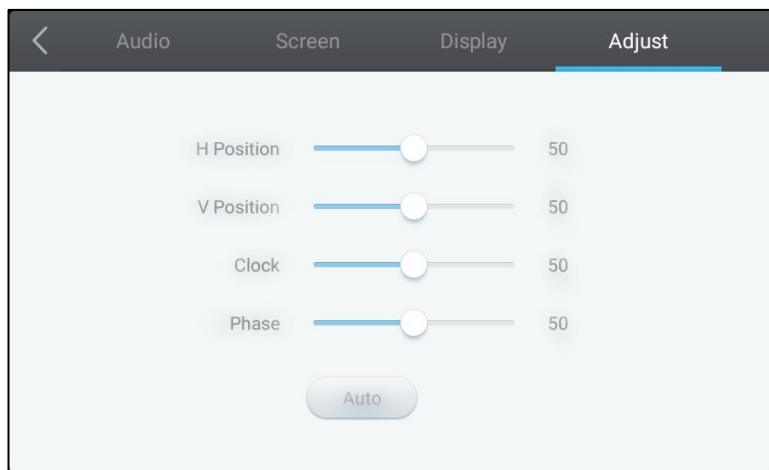 Audio Screen Display Adjust
H Position 50
V Position 50
Clock 50
Phase 50
Auto